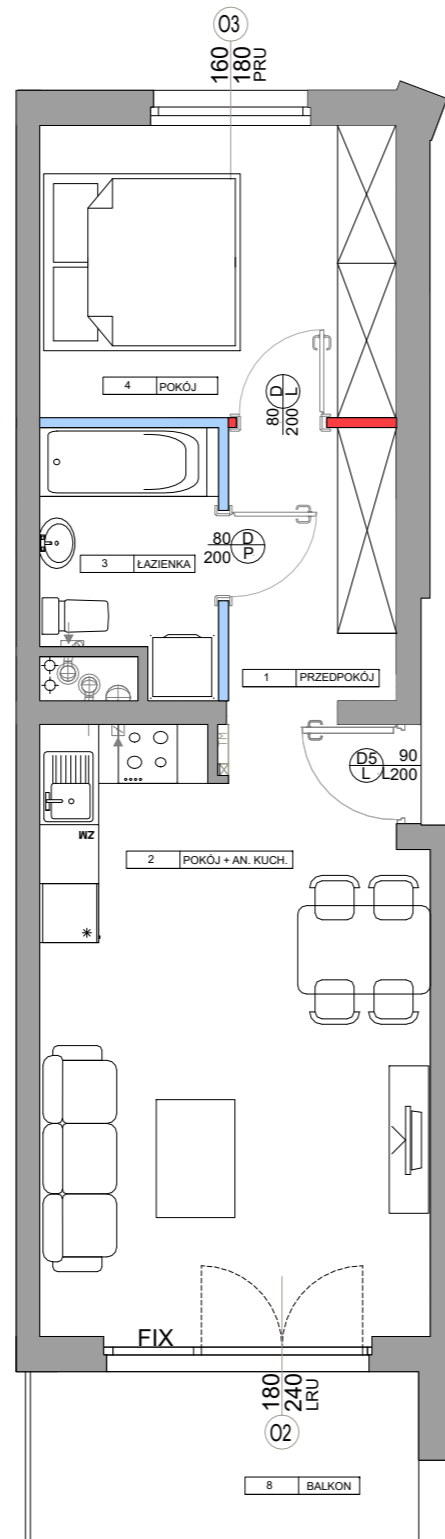 O3
160
180
PRU
4 POKÓJ
D
L
80
200
80
200
D
P
3 ŁAZIENKA
1 PRZEDPOKÓJ
D5
L
90
L200
ZM
2 POKÓJ + AN. KUCH.
FIX
180
240
LRU
O2
8 BALKON